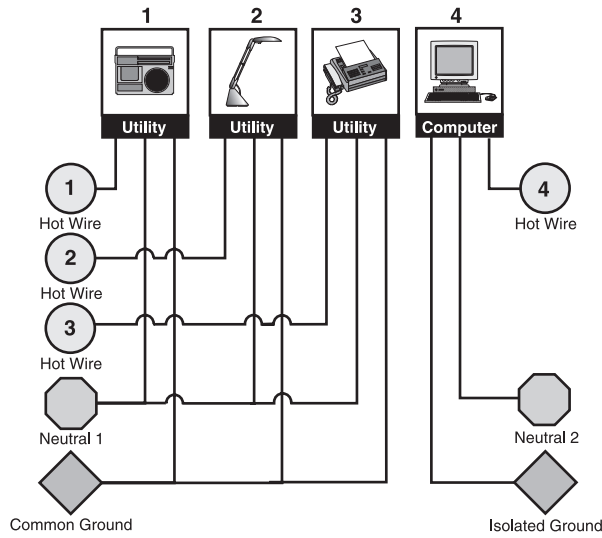 1 2 3 4
Utility Utility Utility Computer
1
Hot Wire
4
Hot Wire
2
Hot Wire
3
Hot Wire
Neutral 1
Neutral 2
Common Ground
Isolated Ground